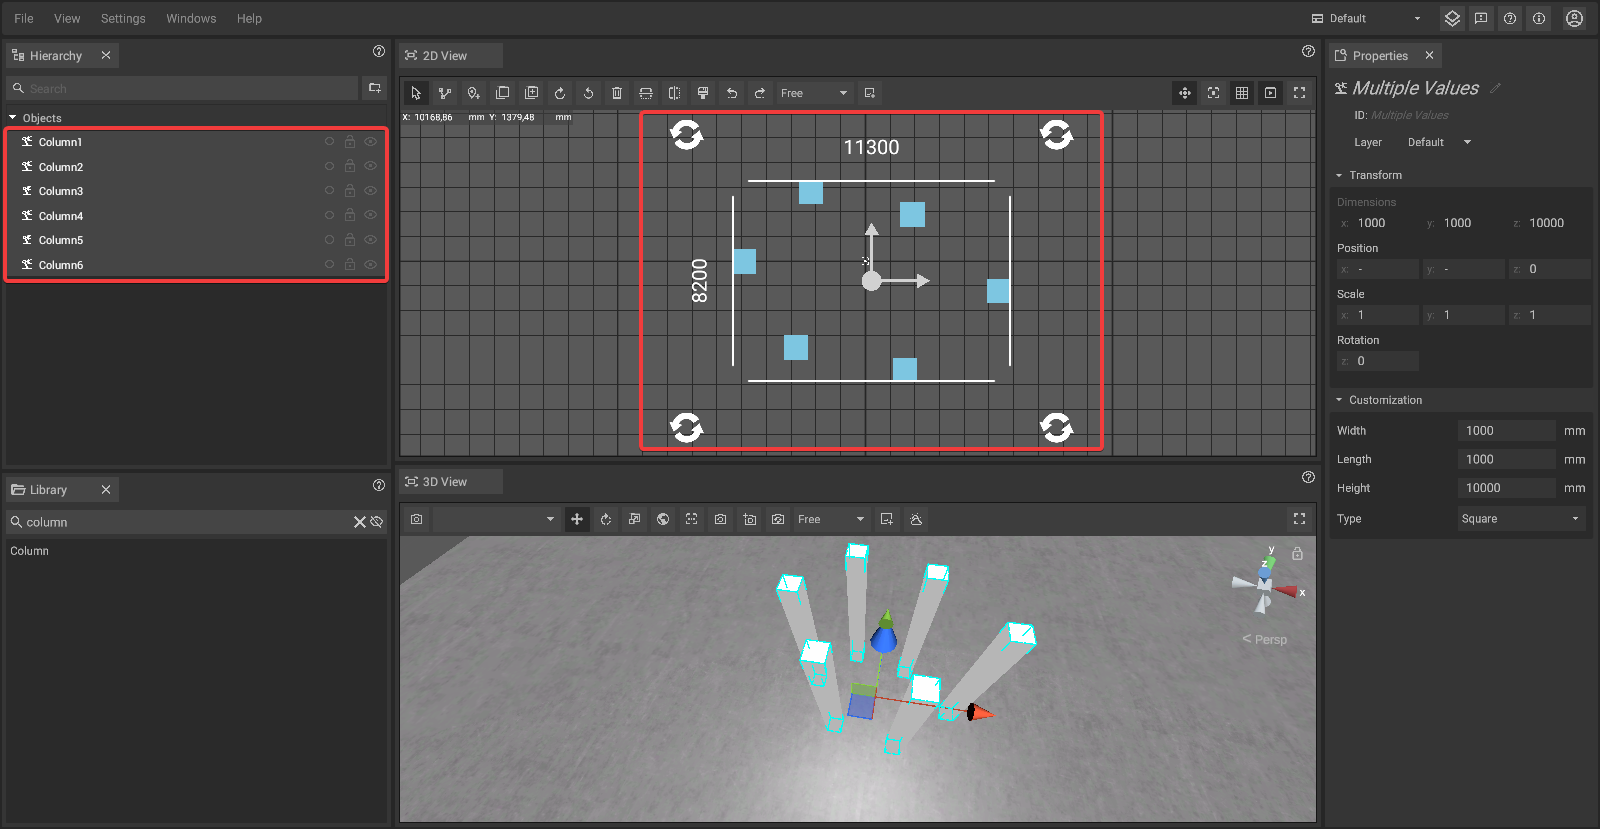 File View Settings Windows Help Default
Hierarchy
Search
Objects
Column1
Column2
Column3
Column4
Column5
Column6
Library
column
Column
2D View
Free
X: 10168,86 mm Y: 1379,48 mm
11300
8200
3D View
Free
y
z
x
< Persp
Properties
Multiple Values
ID: Multiple Values
Layer Default
Transform
Dimensions
x: 1000 y: 1000 z: 10000
Position
x: - y: - z: 0
Scale
x: 1 y: 1 z: 1
Rotation
z: 0
Customization
Width 1000 mm
Length 1000 mm
Height 10000 mm
Type Square